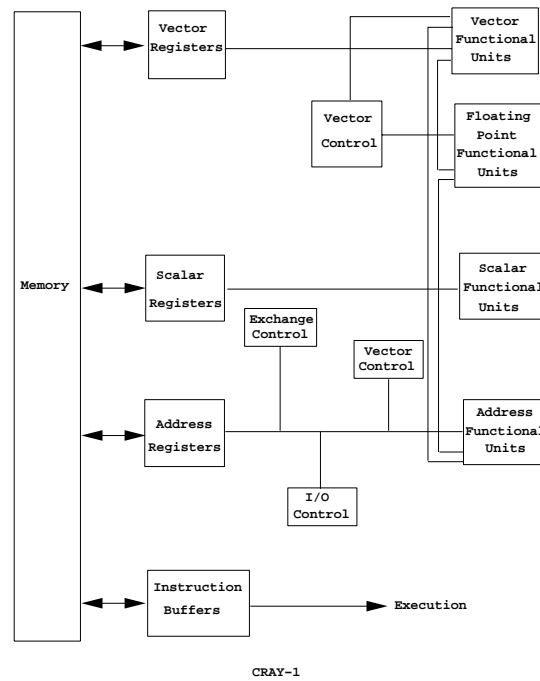 Vector
Registers
Vector
Functional
Units
Vector
Control
Floating
Point
Functional
Units
Memory
Scalar
Registers
Scalar
Functional
Units
Exchange
Control
Vector
Control
Address
Registers
Address
Functional
Units
I/O
Control
Instruction
Buffers
Execution
CRAY-1